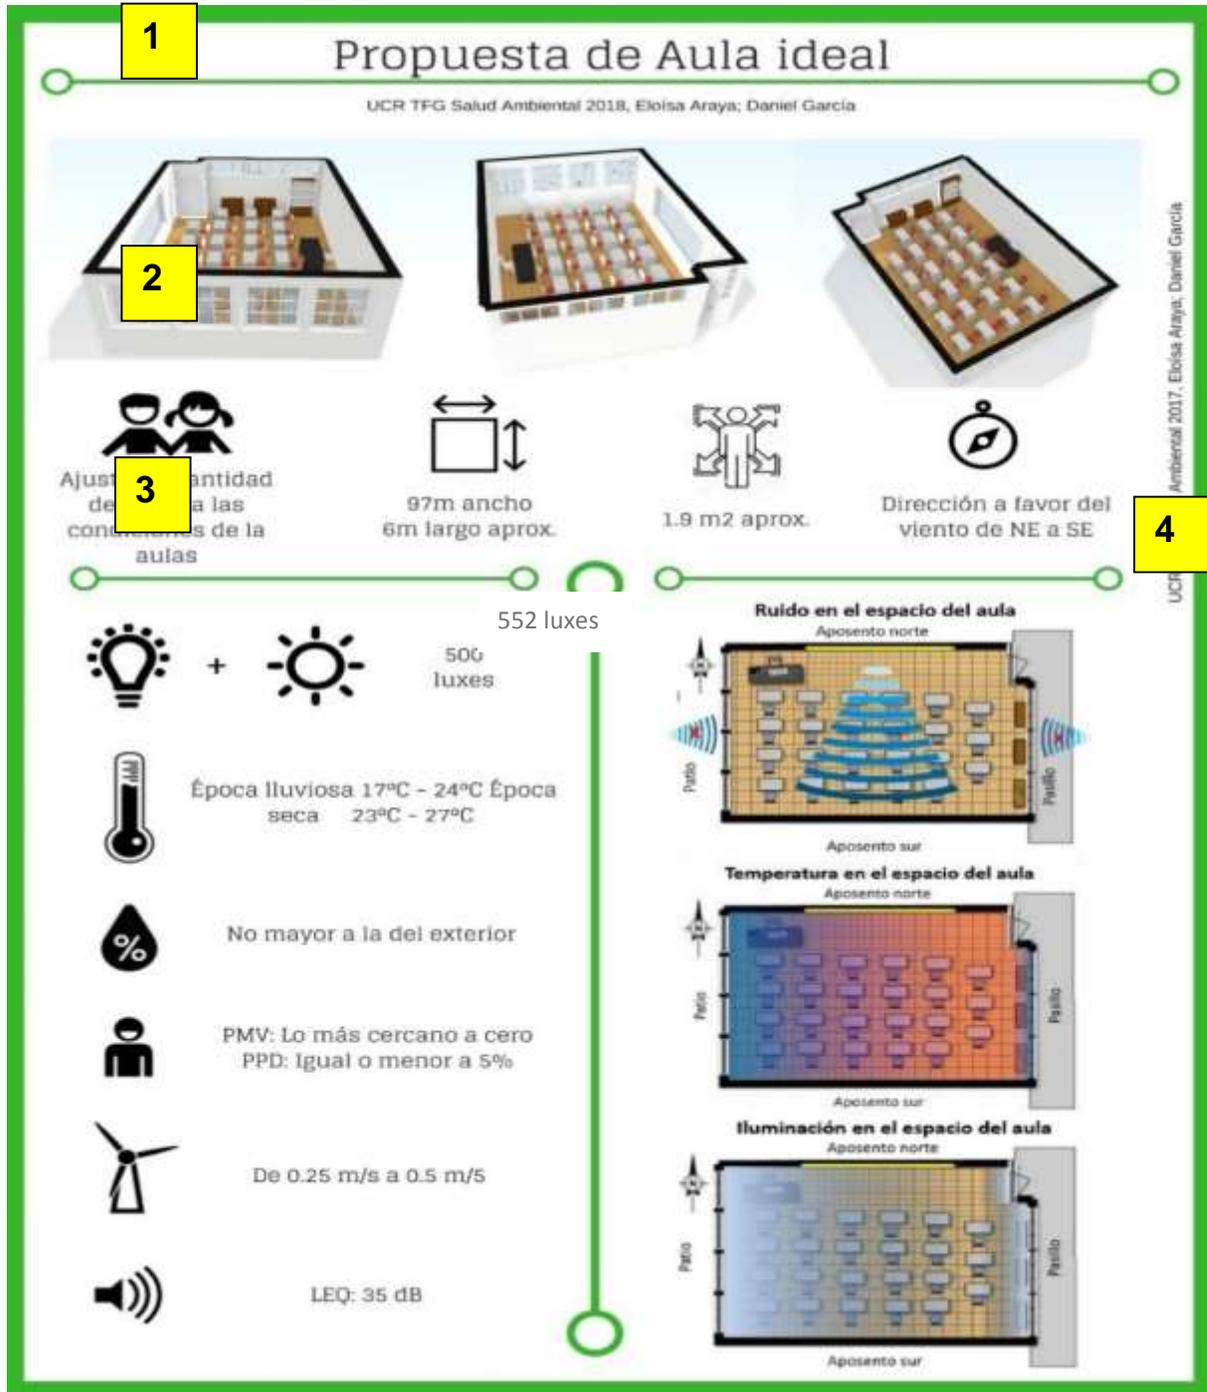 1
Propuesta de Aula ideal
UCR TFG Salud Ambiental 2018, Eloísa Araya; Daniel García
2
3
Ajust antidad
de a las
condiciones de la
aulas
97m ancho
6m largo aprox.
1.9 m2 aprox.
Dirección a favor del
viento de NE a SE
4
UCR Ambiental 2017, Eloísa Araya; Daniel García
552 luxes
500
luxes
+
Época lluviosa 17ºC - 24ºC Época
seca 23ºC - 27ºC
%
No mayor a la del exterior
PMV: Lo más cercano a cero
PPD: Igual o menor a 5%
De 0.25 m/s a 0.5 m/5
LEQ: 35 dB
Ruido en el espacio del aula
Aposento norte
Patio
Pasillo
Aposento sur
Temperatura en el espacio del aula
Aposento norte
Patio
Pasillo
Aposento sur
Iluminación en el espacio del aula
Aposento norte
Patio
Pasillo
Aposento sur